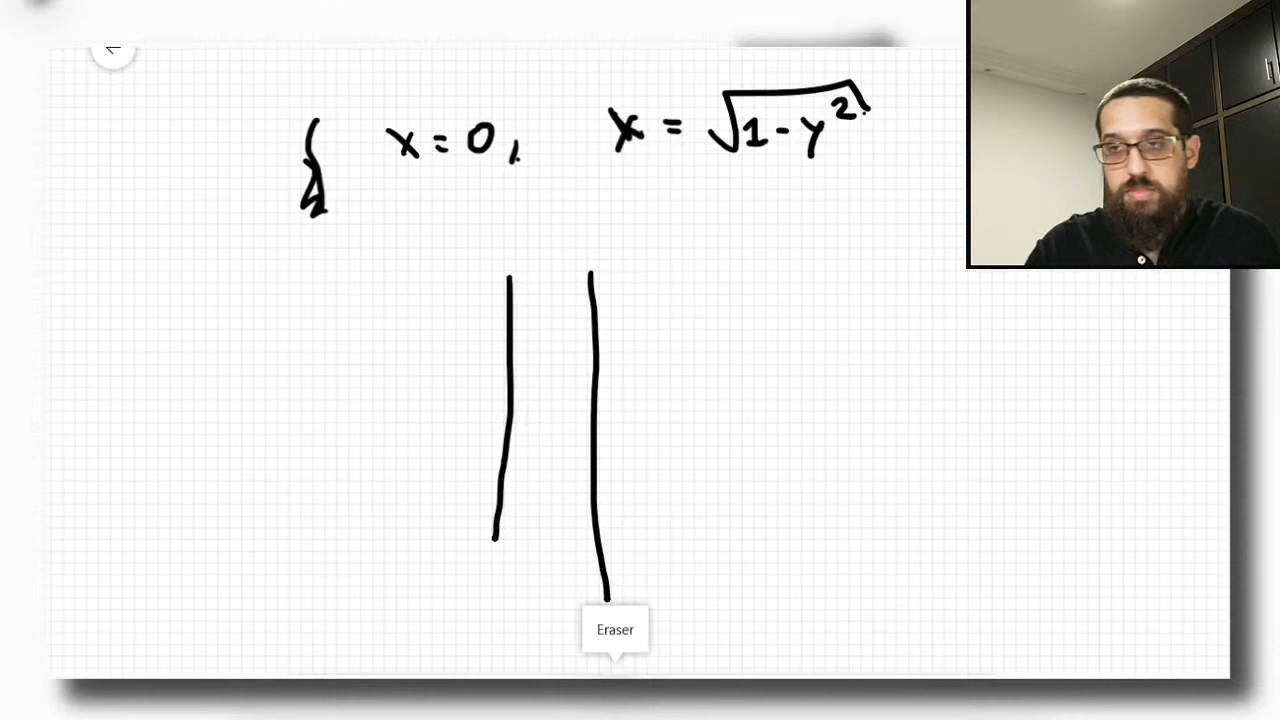 { x = 0, x = √(1 - y²)
Eraser